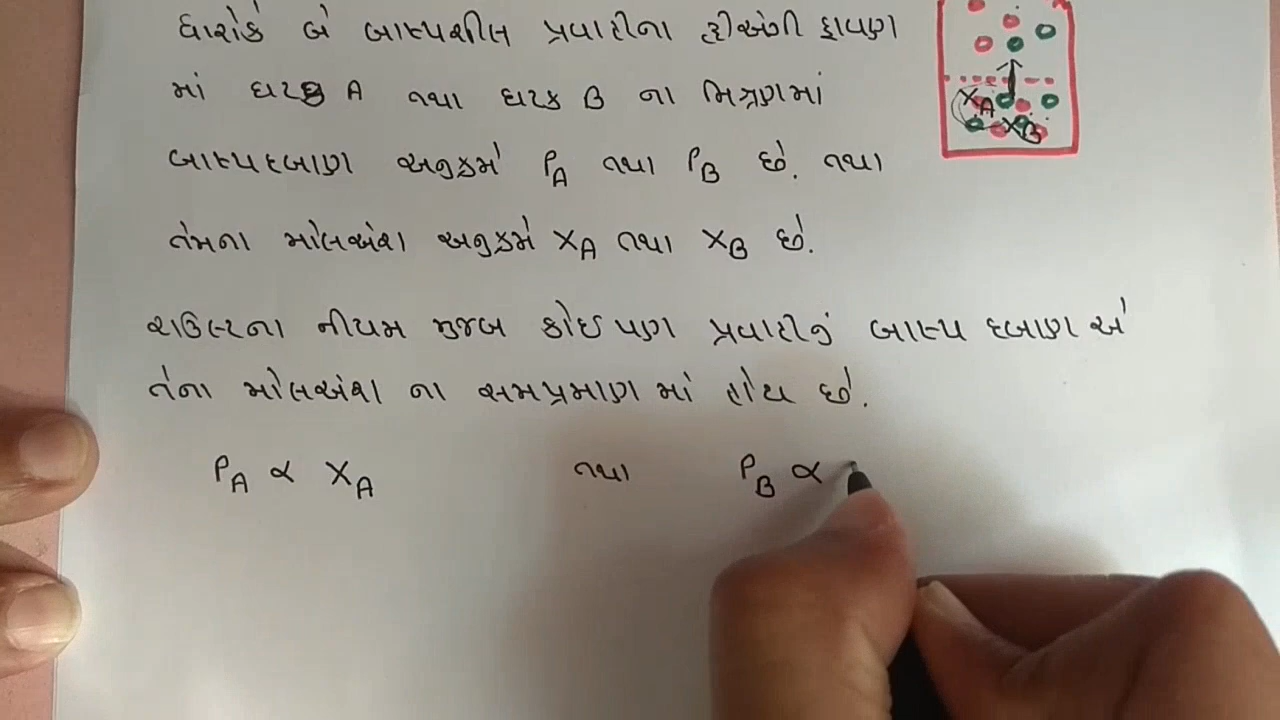 ધારોકે બે બાષ્પશીલ પ્રવાહીના દ્વીઅંગી દ્રાવણ
માં ઘટક A તથા ઘટક B ના મિશ્રણમાં
બાષ્પદબાણ અનુક્રમે PA તથા PB છે. તથા
તેમના મોલઅંશ અનુક્રમે XA તથા XB છે.
XA
XB
રાઉલ્ટના નીયમ મુજબ કોઇપણ પ્રવાહીનું બાષ્પ દબાણ એ
તેના મોલઅંશ ના સમપ્રમાણ માં હોય છે.
PA ∝ XA તથા PB ∝